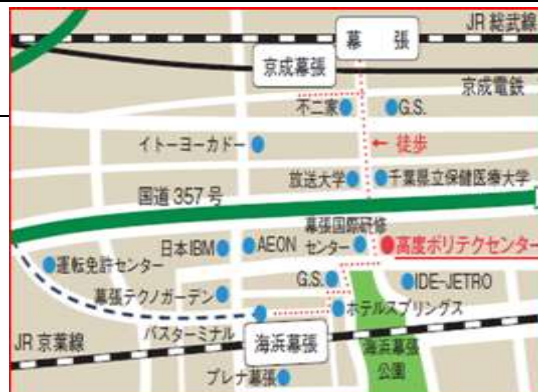 JR 総武線
幕 張
京成幕張
京成電鉄
不二家
G.S.
イトーヨーカドー
徒歩
放送大学
千葉県立保健医療大学
国道 357 号
幕張国際研修
センター
日本IBM
AEON
高度ポリテクセンター
運転免許センター
G.S.
IDE-JETRO
幕張テクノガーデン
ホテルスプリングス
バスターミナル
JR 京葉線
海浜幕張
海浜幕張
公園
プレナ幕張